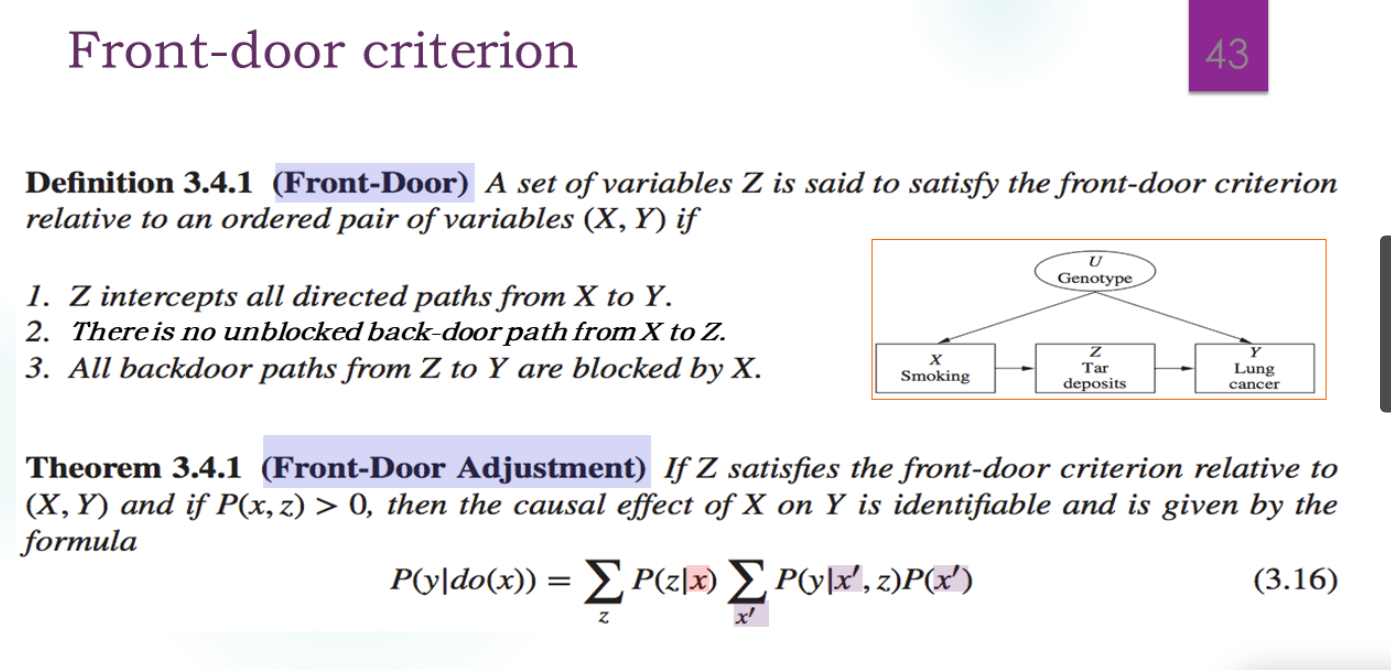 Front-door criterion
43
Definition 3.4.1 (Front-Door) A set of variables Z is said to satisfy the front-door criterion
relative to an ordered pair of variables (X, Y) if
1. Z intercepts all directed paths from X to Y.
2. There is no unblocked back-door path from X to Z.
3. All backdoor paths from Z to Y are blocked by X.
U
Genotype
X
Smoking
Z
Tar
deposits
Y
Lung
cancer
Theorem 3.4.1 (Front-Door Adjustment) If Z satisfies the front-door criterion relative to
(X, Y) and if P(x, z) > 0, then the causal effect of X on Y is identifiable and is given by the
formula
P(y|do(x)) = ∑ P(z|x) ∑ P(y|x′, z)P(x′) (3.16)
z x′